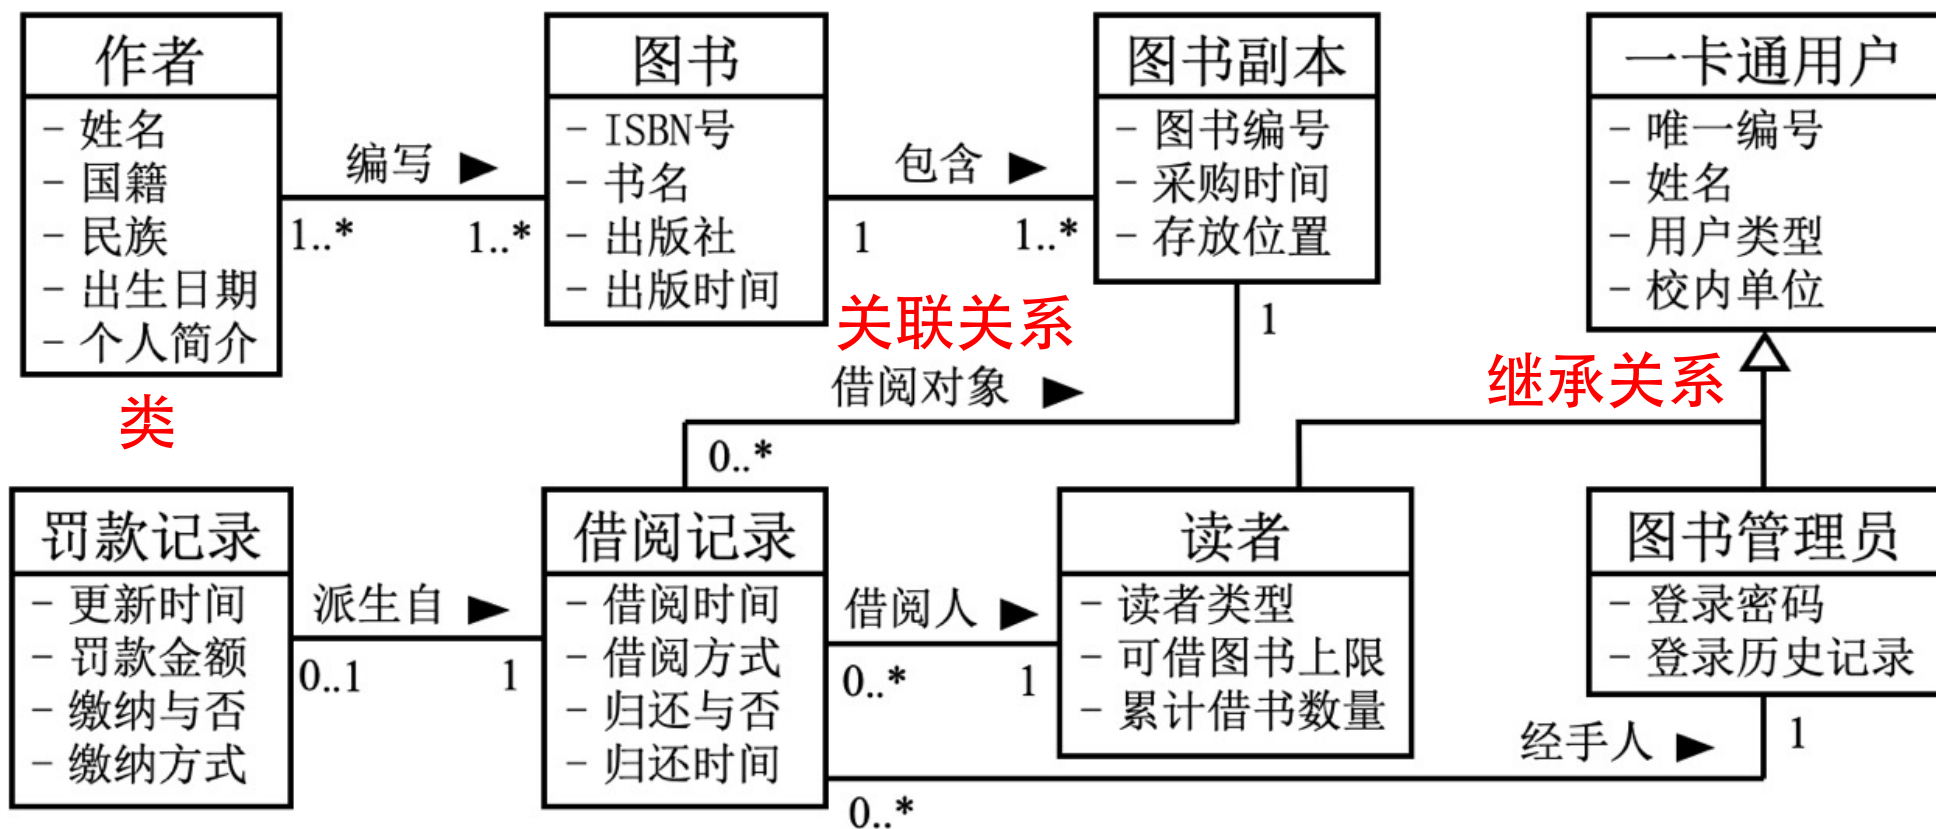 作者
- 姓名
- 国籍
- 民族
- 出生日期
- 个人简介
类
编写 ▶
1..*
1..*
图书
- ISBN号
- 书名
- 出版社
- 出版时间
包含 ▶
1
1..*
图书副本
- 图书编号
- 采购时间
- 存放位置
关联关系
借阅对象 ▶
1
0..*
一卡通用户
- 唯一编号
- 姓名
- 用户类型
- 校内单位
继承关系
罚款记录
- 更新时间
- 罚款金额
- 缴纳与否
- 缴纳方式
派生自 ▶
0..1
1
借阅记录
- 借阅时间
- 借阅方式
- 归还与否
- 归还时间
借阅人 ▶
0..*
1
读者
- 读者类型
- 可借图书上限
- 累计借书数量
图书管理员
- 登录密码
- 登录历史记录
经手人 ▶
1
0..*